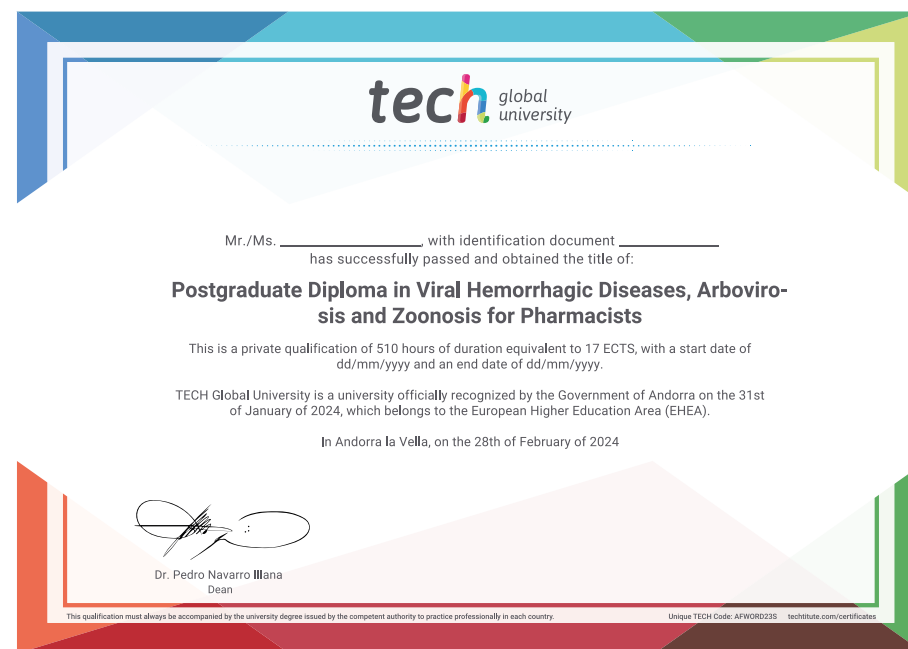 tech global university
Mr./Ms. ____________, with identification document ____________
has successfully passed and obtained the title of:
Postgraduate Diploma in Viral Hemorrhagic Diseases, Arboviro-
sis and Zoonosis for Pharmacists
This is a private qualification of 510 hours of duration equivalent to 17 ECTS, with a start date of
dd/mm/yyyy and an end date of dd/mm/yyyy.
TECH Global University is a university officially recognized by the Government of Andorra on the 31st
of January of 2024, which belongs to the European Higher Education Area (EHEA).
In Andorra la Vella, on the 28th of February of 2024
Dr. Pedro Navarro Illana
Dean
This qualification must always be accompanied by the university degree issued by the competent authority to practice professionally in each country.
Unique TECH Code: AFWORD23S techtitute.com/certificates